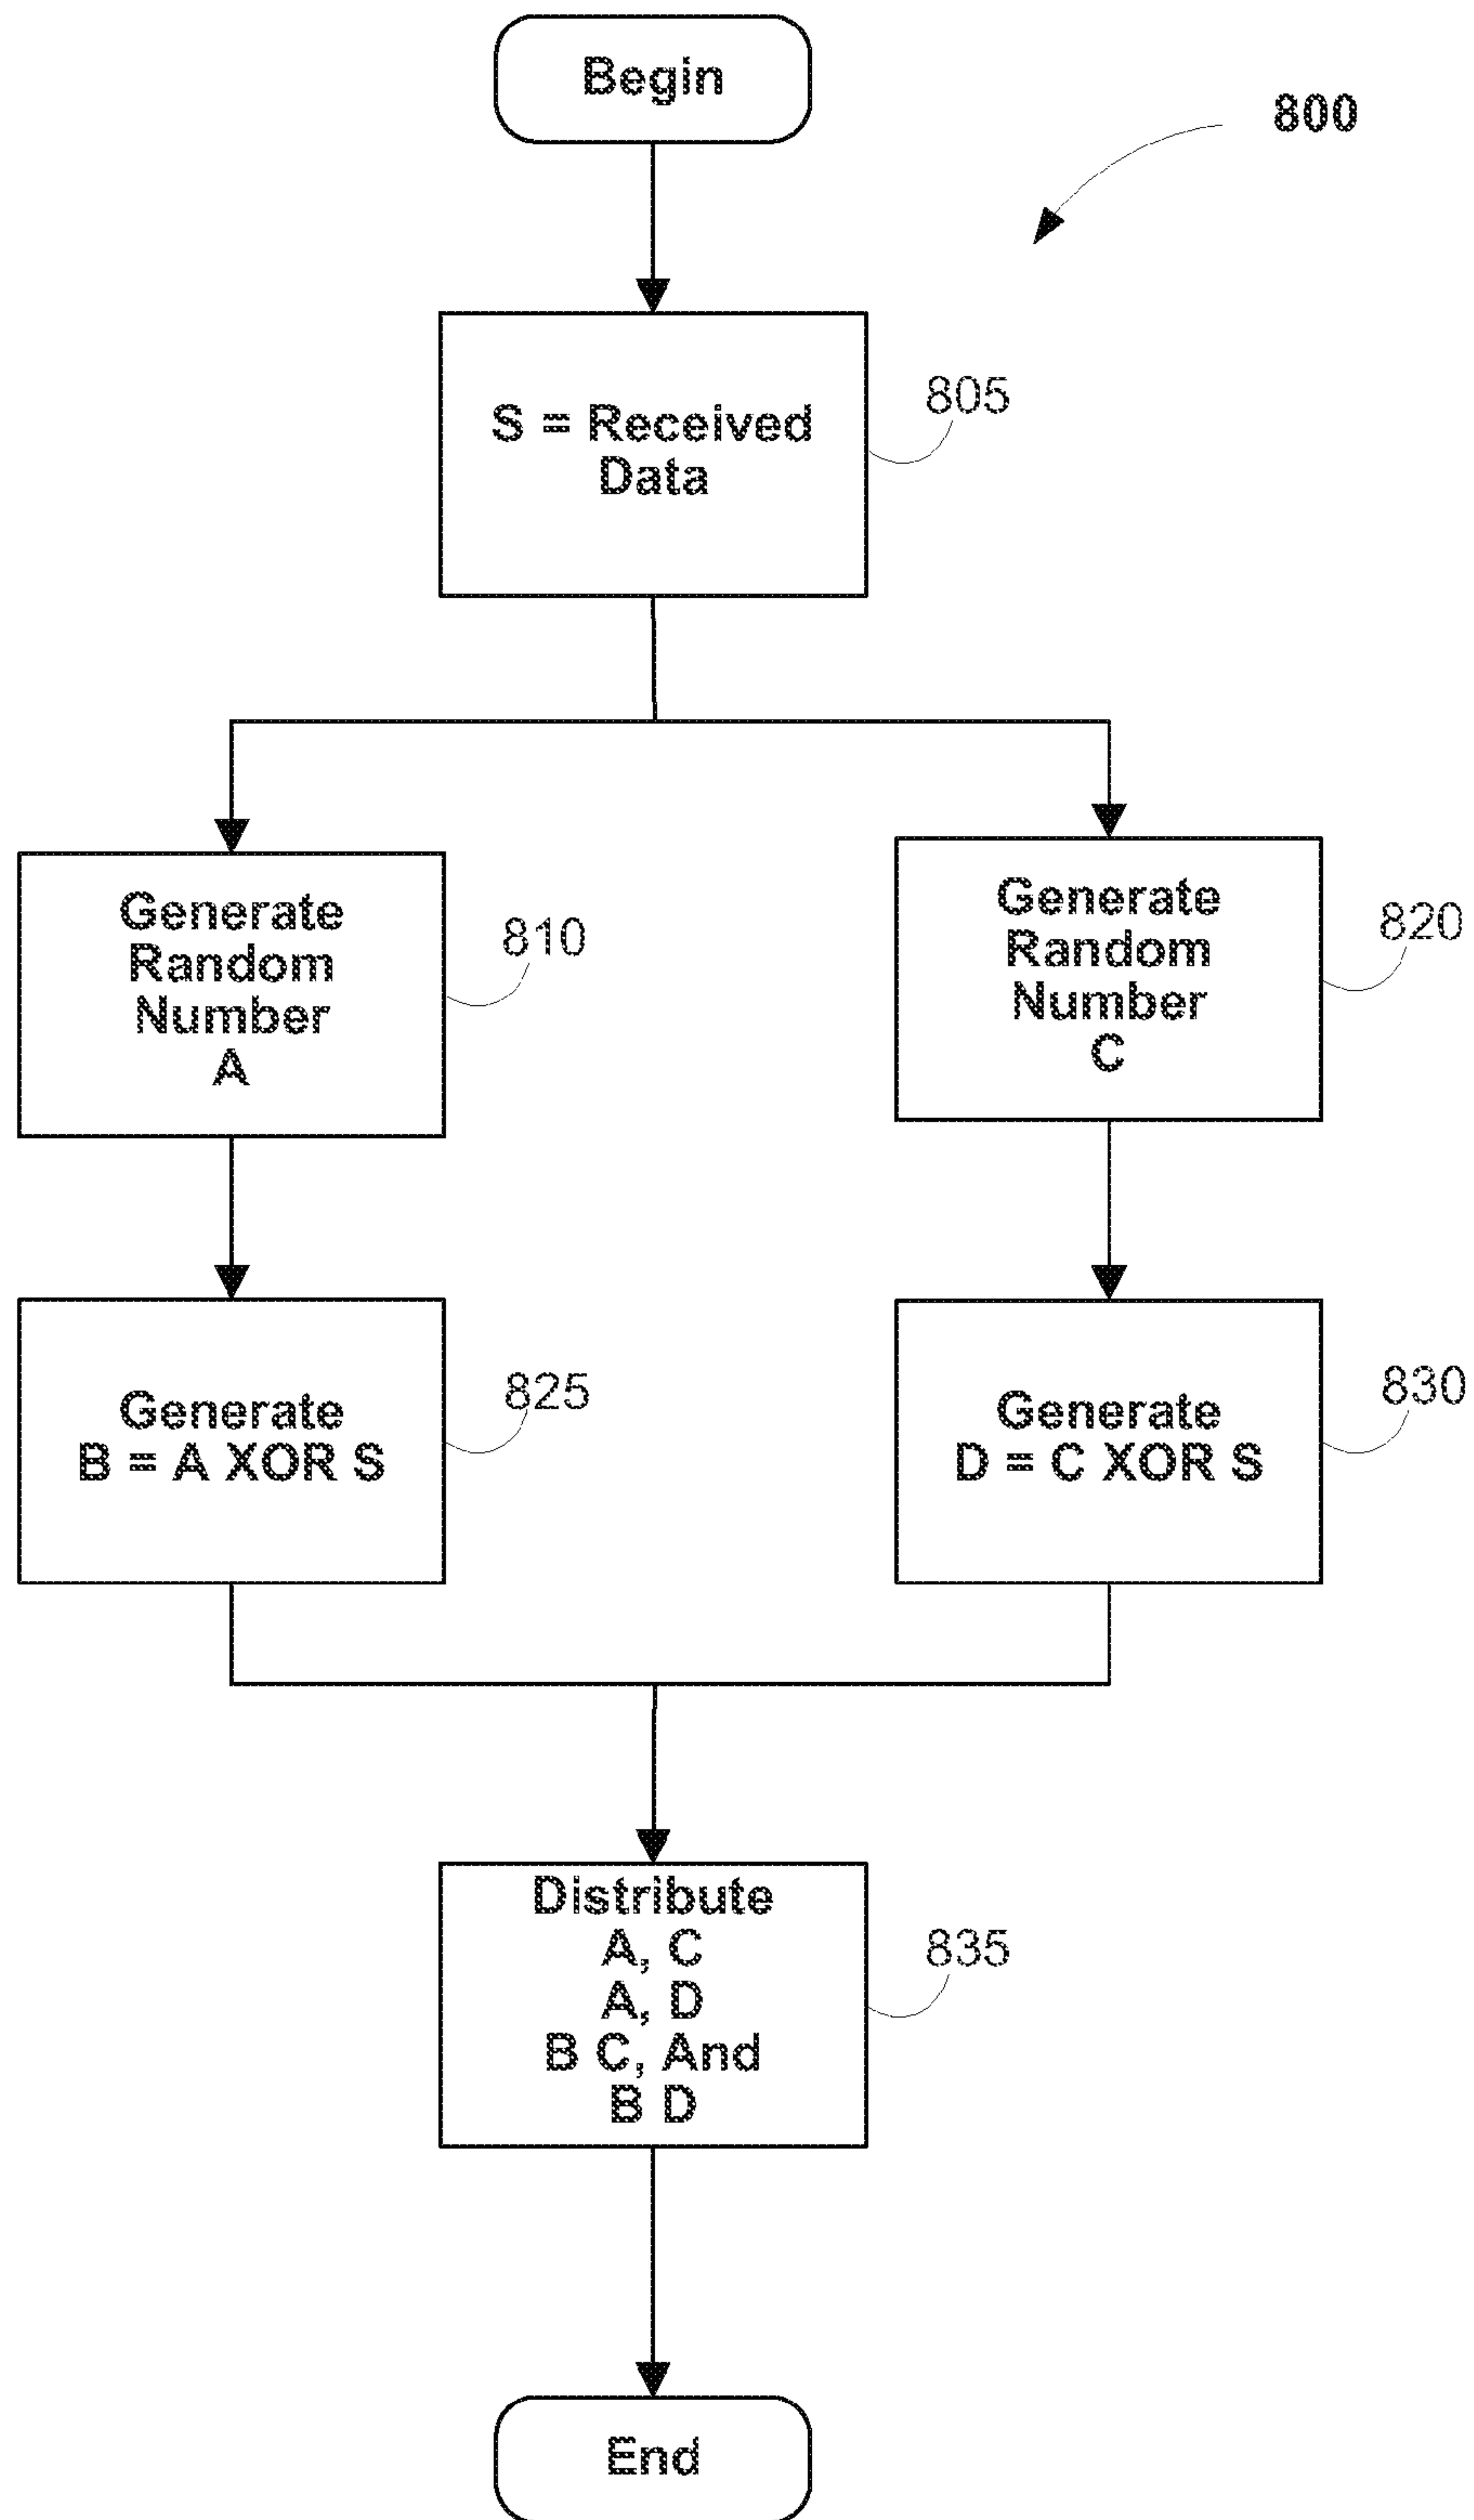 Begin
800
S = Received
Data
805
Generate
Random
Number
A
810
Generate
Random
Number
C
820
Generate
B = A XOR S
825
Generate
D = C XOR S
830
Distribute
A, C
A, D
B C, And
B D
835
End